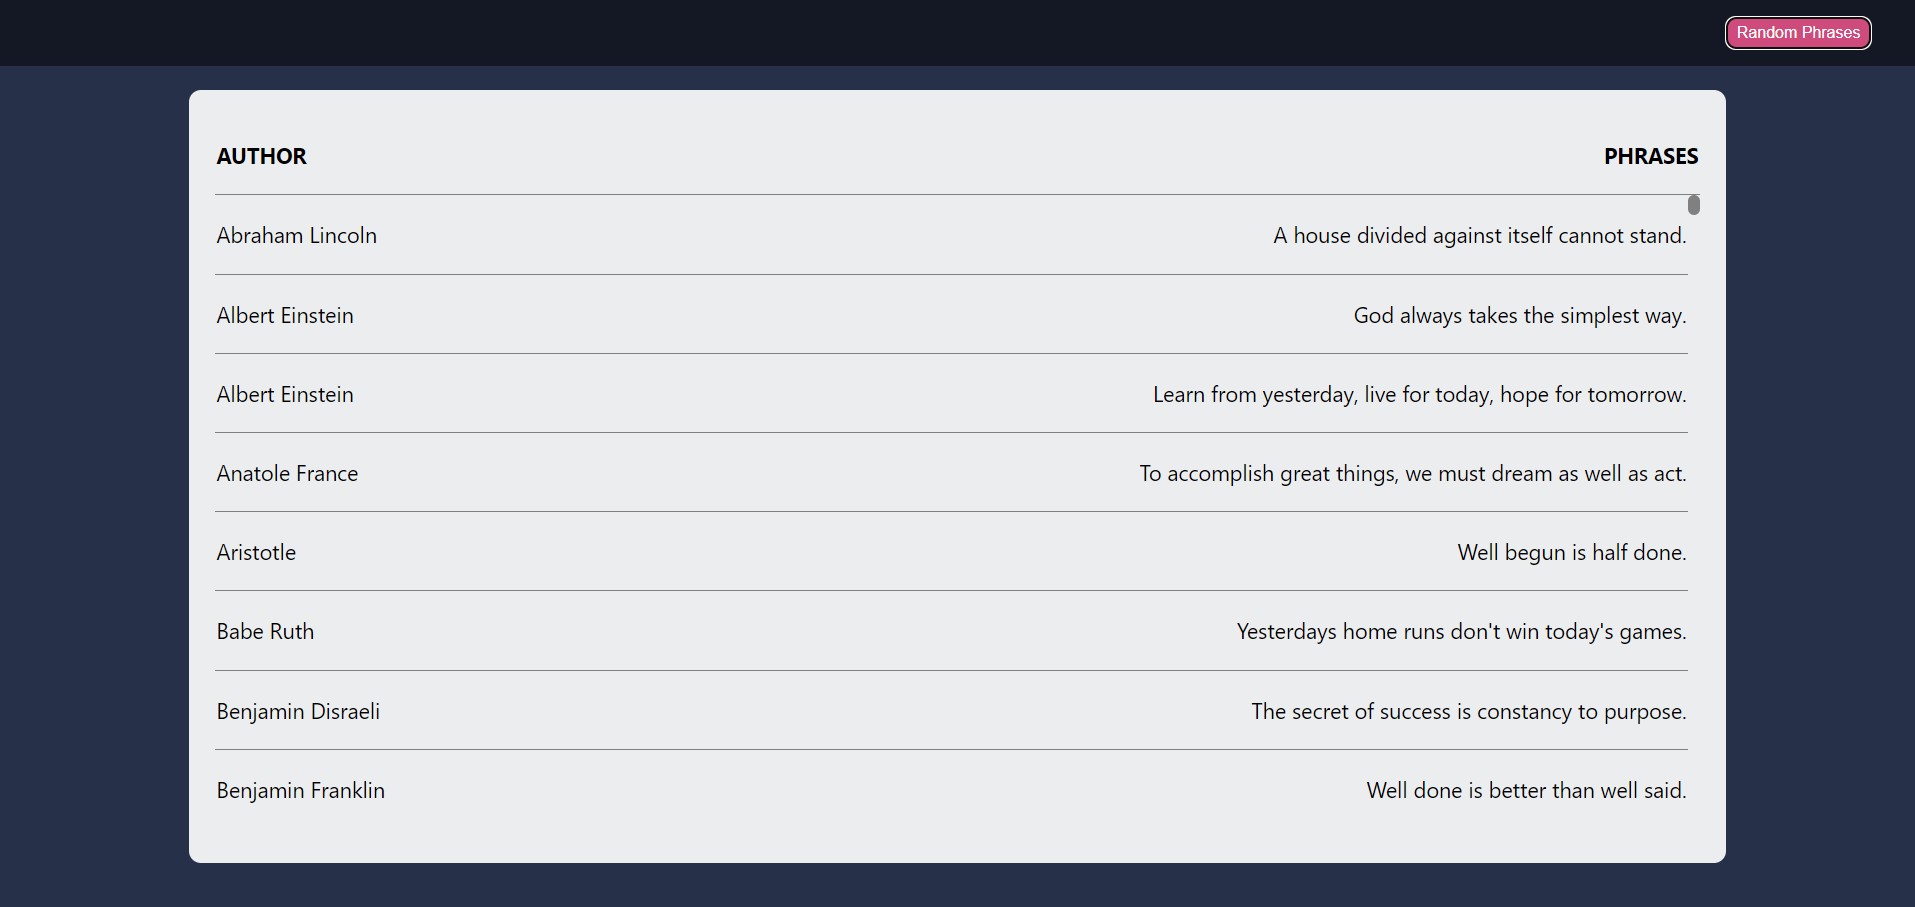 Random Phrases
AUTHOR PHRASES
Abraham Lincoln A house divided against itself cannot stand.
Albert Einstein God always takes the simplest way.
Albert Einstein Learn from yesterday, live for today, hope for tomorrow.
Anatole France To accomplish great things, we must dream as well as act.
Aristotle Well begun is half done.
Babe Ruth Yesterdays home runs don't win today's games.
Benjamin Disraeli The secret of success is constancy to purpose.
Benjamin Franklin Well done is better than well said.